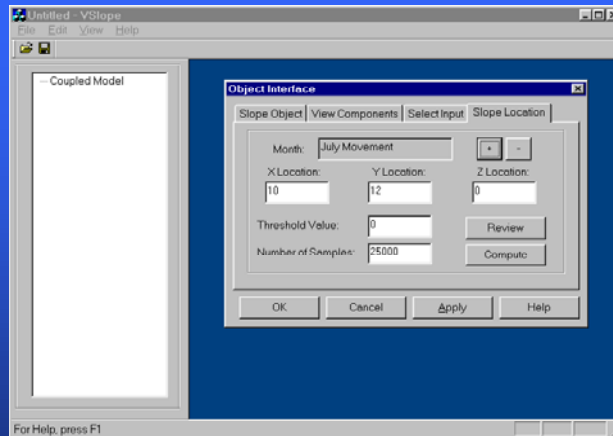 Untitled - VSlope
File Edit View Help
Coupled Model
Object Interface
Slope Object View Components Select Input Slope Location
Month: July Movement + -
X Location: Y Location: Z Location:
10 12 0
Threshold Value: 0 Review
Number of Samples: 25000 Compute
OK Cancel Apply Help
For Help, press F1